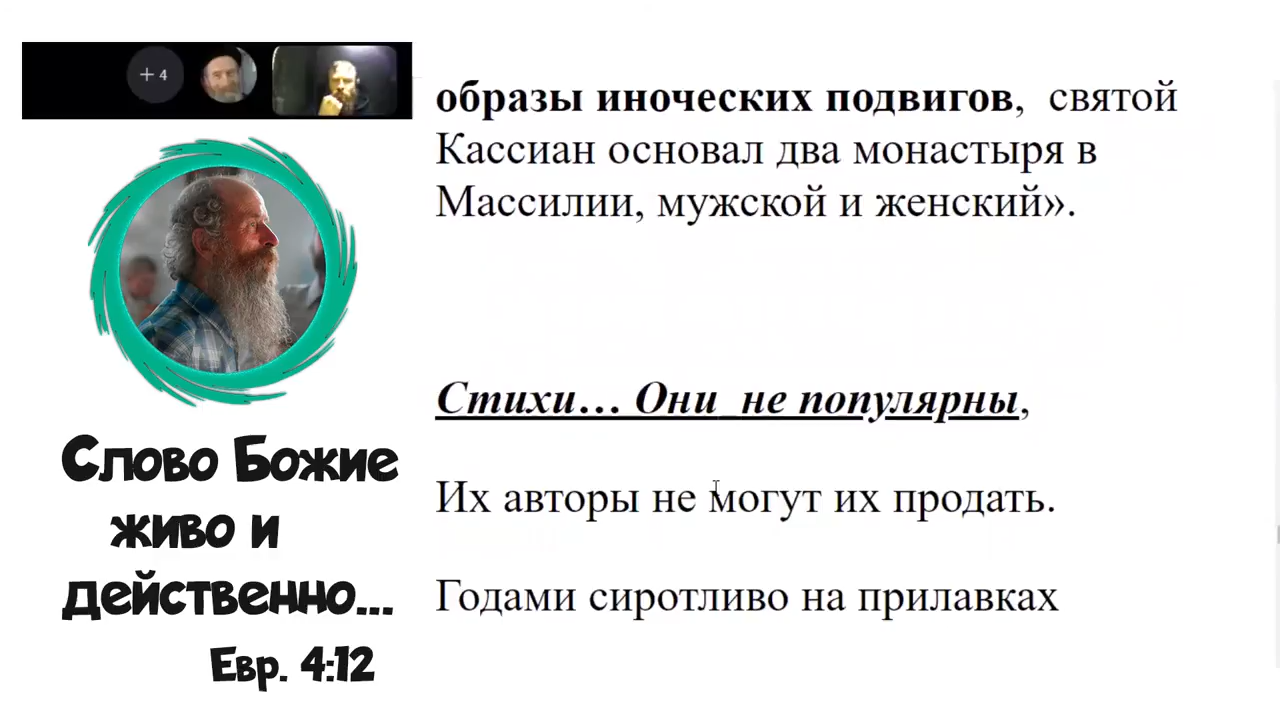 + 4
образы иноческих подвигов, святой
Кассиан основал два монастыря в
Массилии, мужской и женский».
Стихи… Они не популярны,
Их авторы не могут их продать.
Годами сиротливо на прилавках
Слово Божие
живо и
действенно...
Евр. 4:12